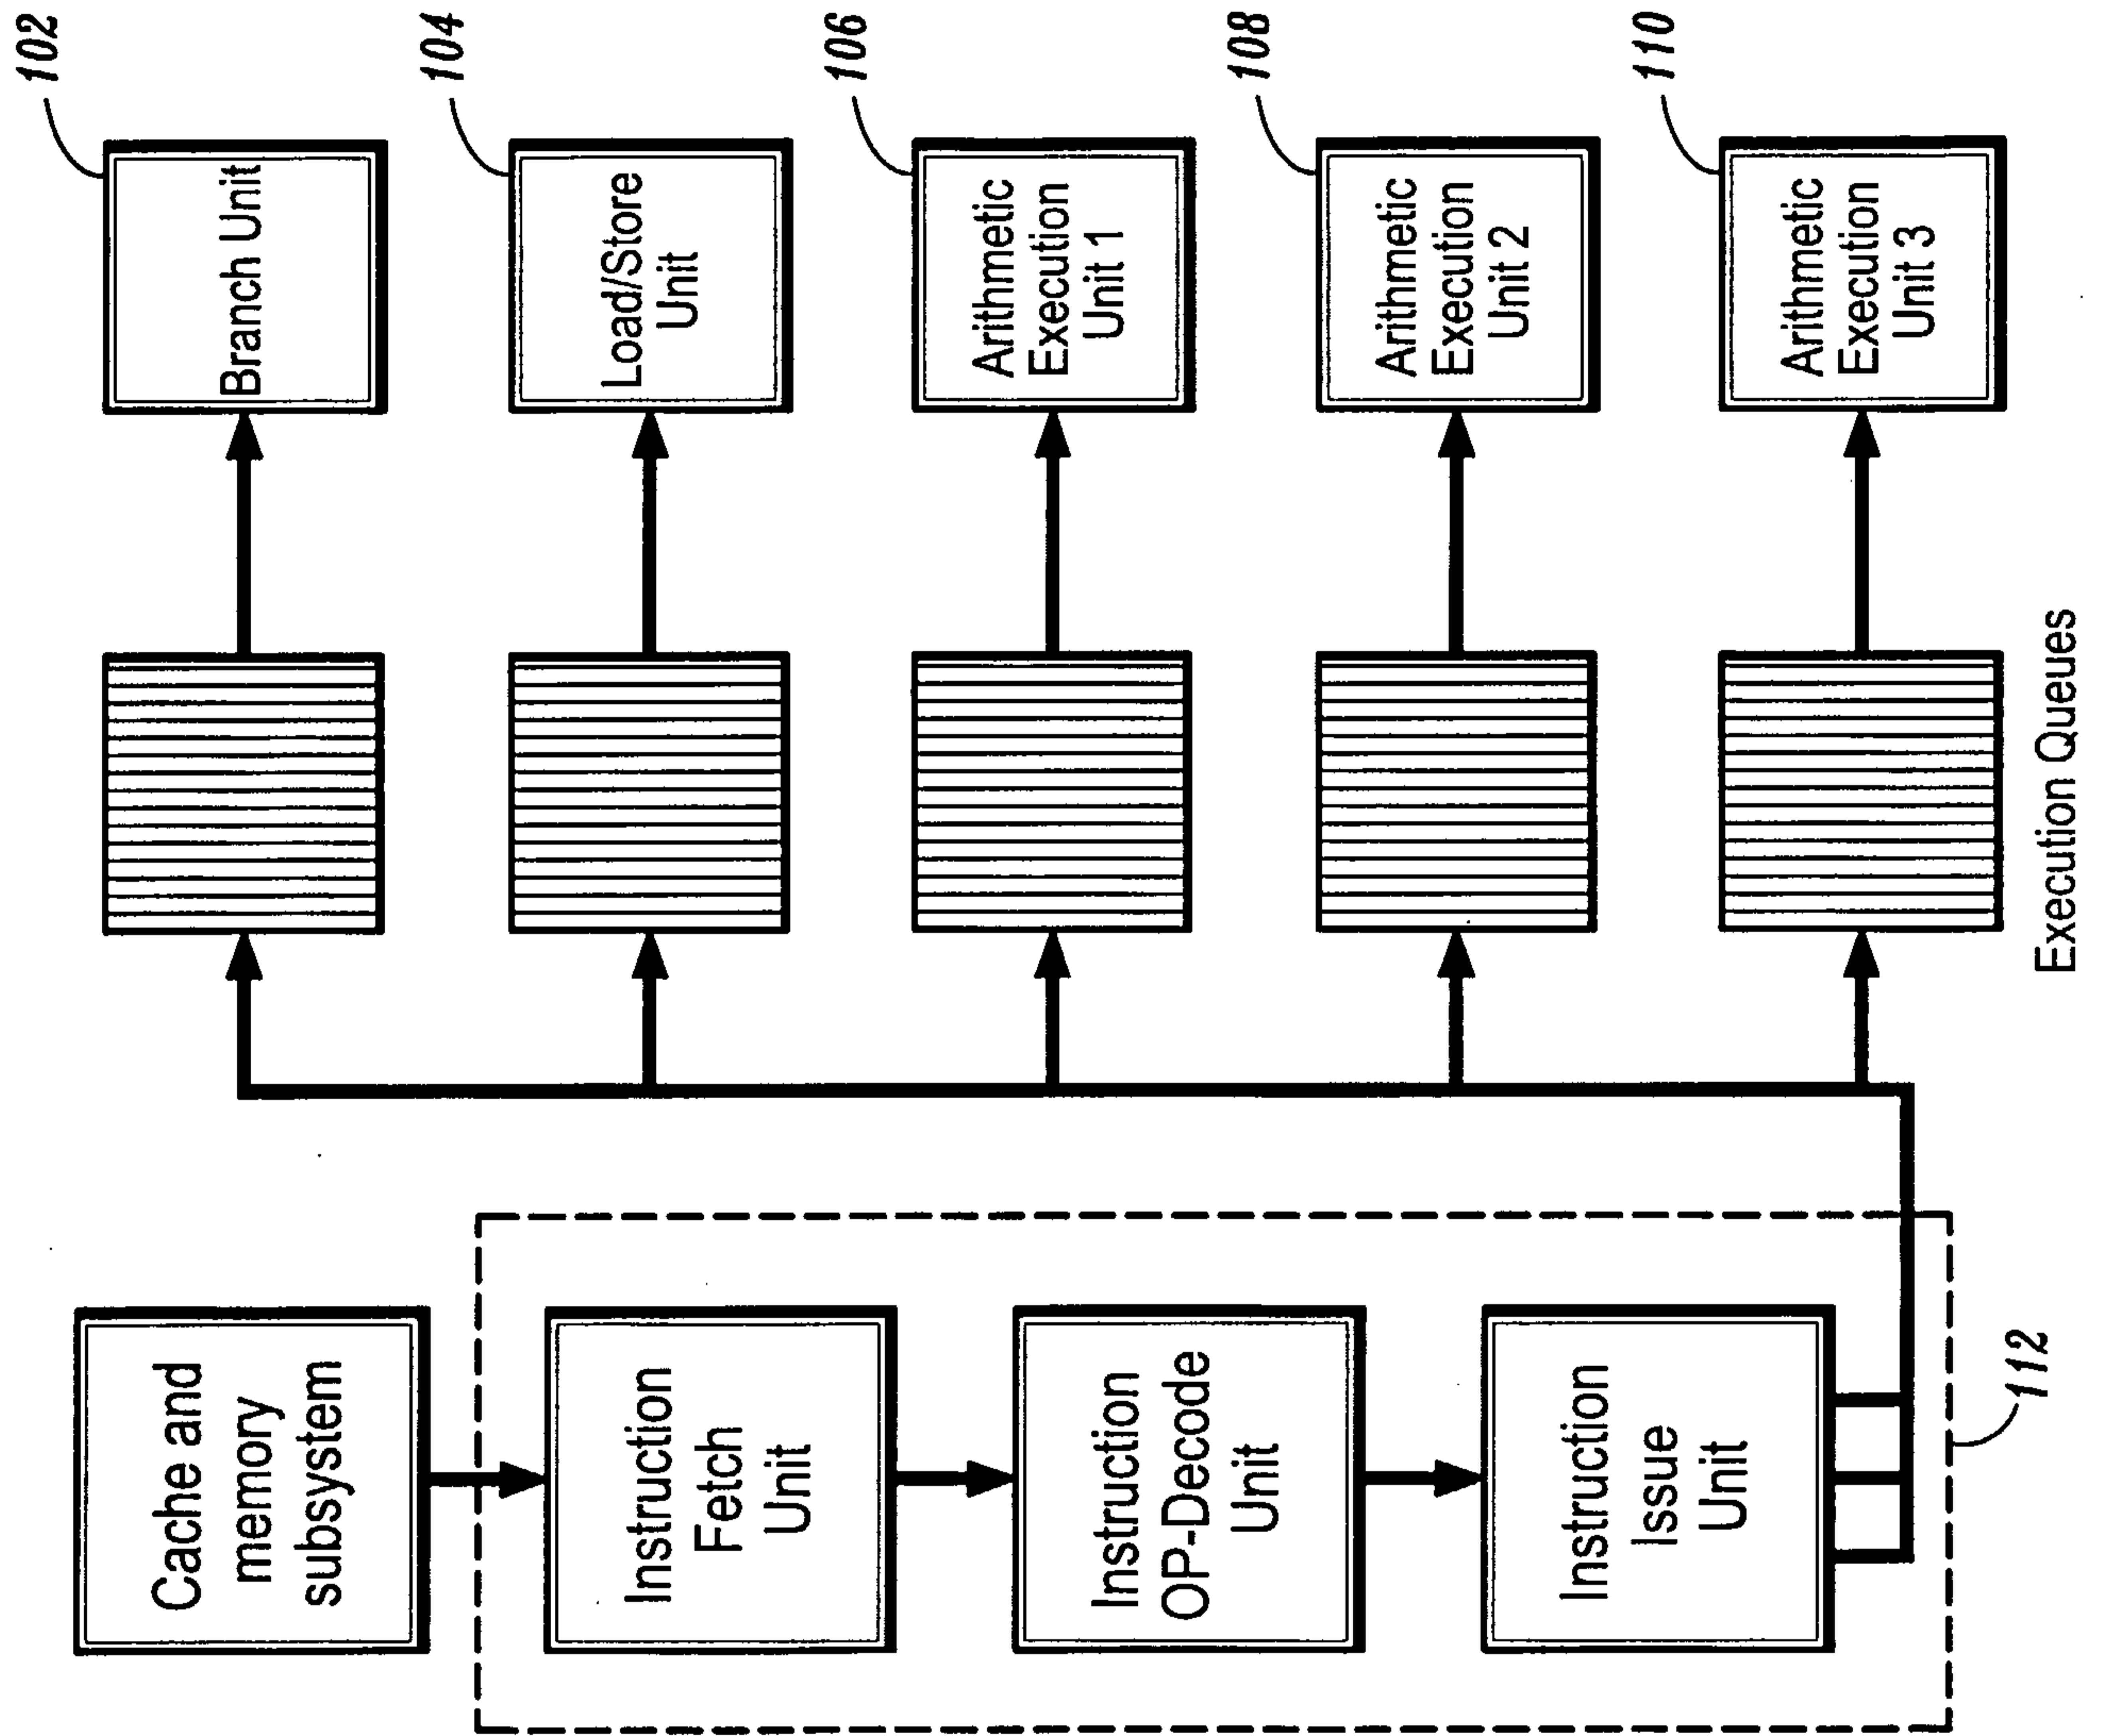 102
Branch Unit
104
Load/Store
Unit
106
Arithmetic
Execution
Unit 1
108
Arithmetic
Execution
Unit 2
110
Arithmetic
Execution
Unit 3
Execution Queues
Cache and
memory
subsystem
Instruction
Fetch
Unit
Instruction
OP-Decode
Unit
Instruction
Issue
Unit
112